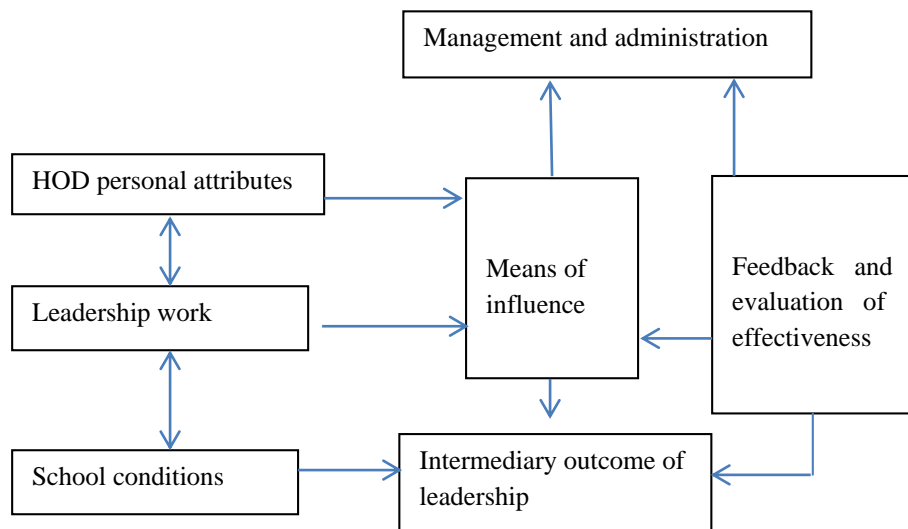 Management and administration
HOD personal attributes
Means of
influence
Feedback and
evaluation of
effectiveness
Leadership work
School conditions
Intermediary outcome of
leadership